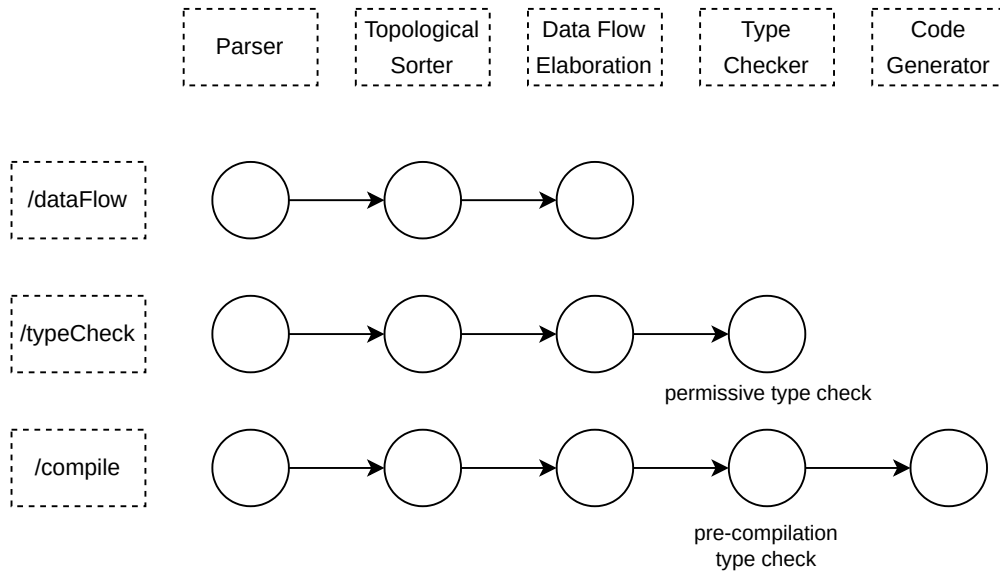 Parser
Topological
Sorter
Data Flow
Elaboration
Type
Checker
Code
Generator
/dataFlow
/typeCheck
permissive type check
/compile
pre-compilation
type check